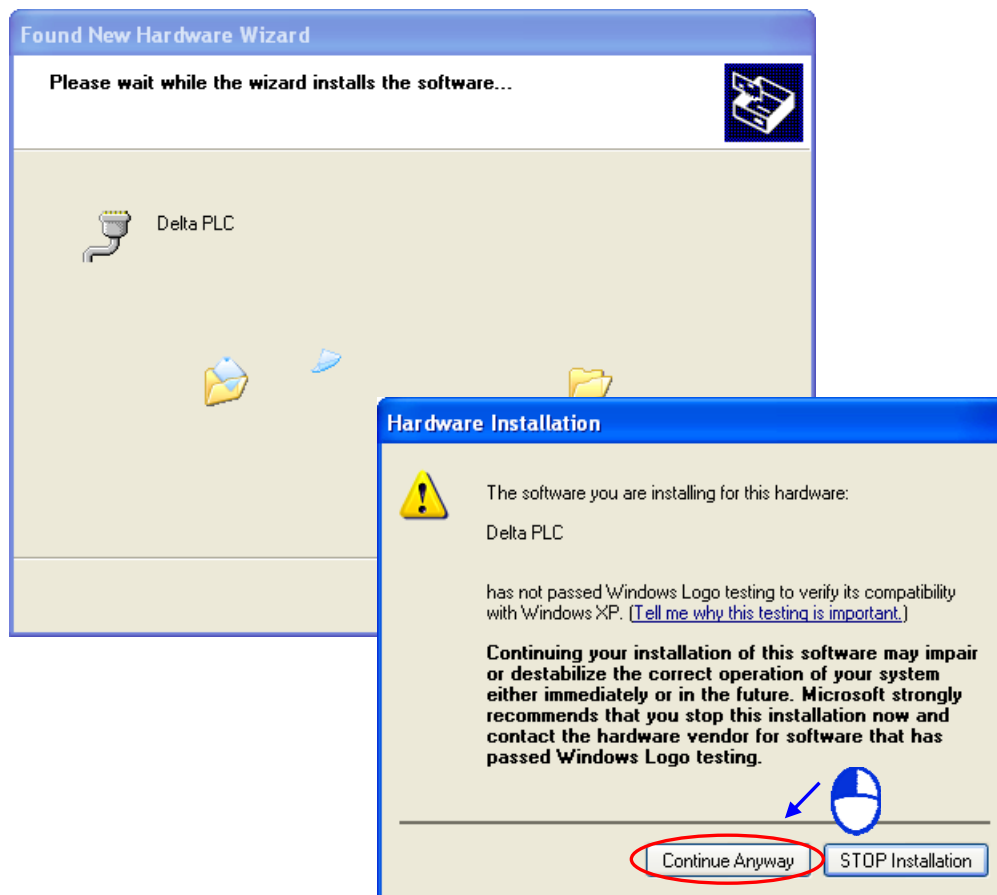 Found New Hardware Wizard
Please wait while the wizard installs the software...
Delta PLC
Hardware Installation
The software you are installing for this hardware:
Delta PLC
has not passed Windows Logo testing to verify its compatibility
with Windows XP. (Tell me why this testing is important.)
Continuing your installation of this software may impair
or destabilize the correct operation of your system
either immediately or in the future. Microsoft strongly
recommends that you stop this installation now and
contact the hardware vendor for software that has
passed Windows Logo testing.
Continue Anyway
STOP Installation